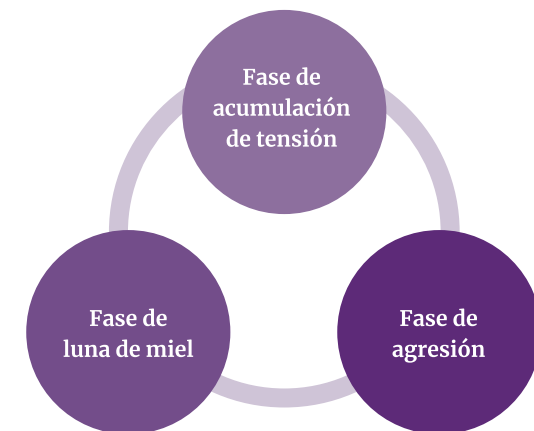 Fase de
acumulación
de tensión
Fase de
luna de miel
Fase de
agresión